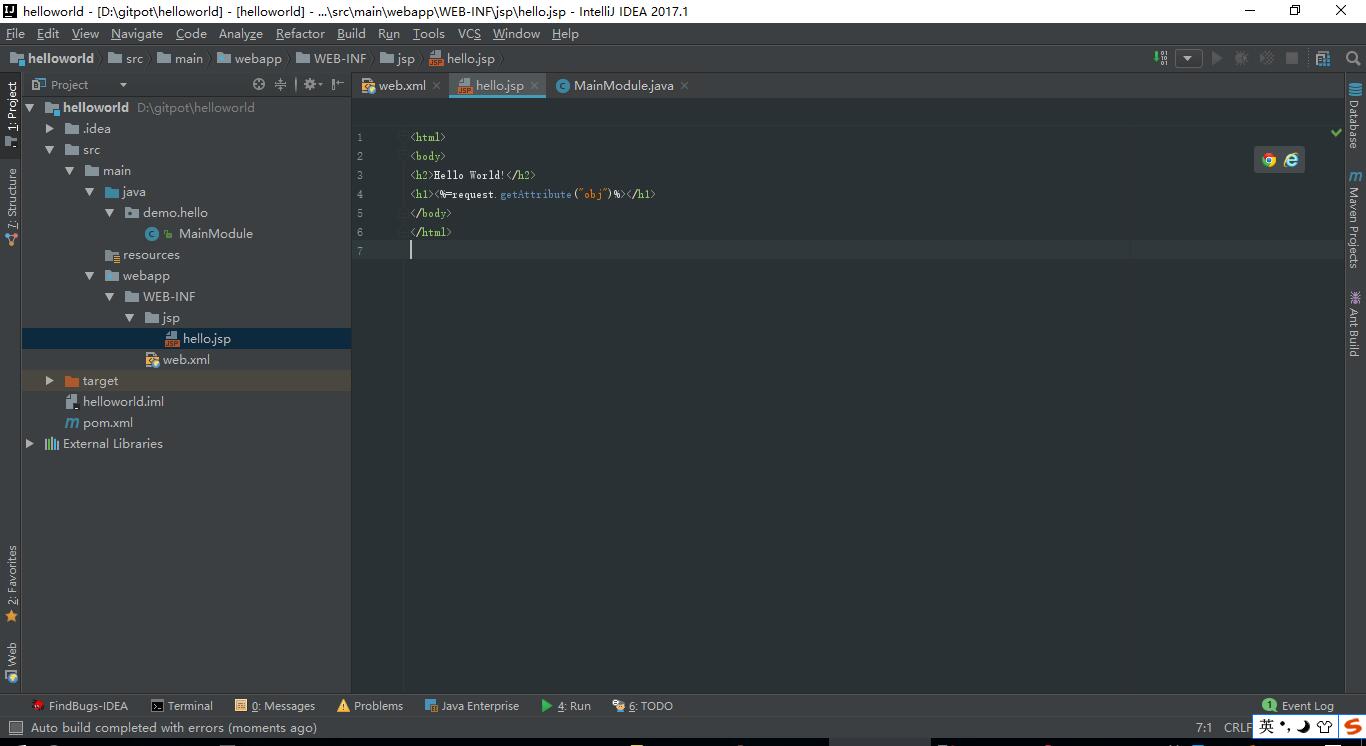 helloworld - [D:\gitpot\helloworld] - [helloworld] - ...\src\main\webapp\WEB-INF\jsp\hello.jsp - IntelliJ IDEA 2017.1
File Edit View Navigate Code Analyze Refactor Build Run Tools VCS Window Help
helloworld src main webapp WEB-INF jsp hello.jsp
1: Project
7: Structure
2: Favorites
Web
Project
helloworld D:\gitpot\helloworld
.idea
src
main
java
demo.hello
MainModule
resources
webapp
WEB-INF
jsp
hello.jsp
web.xml
target
helloworld.iml
pom.xml
External Libraries
web.xml hello.jsp MainModule.java
1 <html>
2 <body>
3 <h2>Hello World!</h2>
4 <h1><%=request.getAttribute("obj")%></h1>
5 </body>
6 </html>
7
Database
Maven Projects
Ant Build
FindBugs-IDEA Terminal 0: Messages Problems Java Enterprise 4: Run 6: TODO 1 Event Log
Auto build completed with errors (moments ago) 7:1 CRLF
英